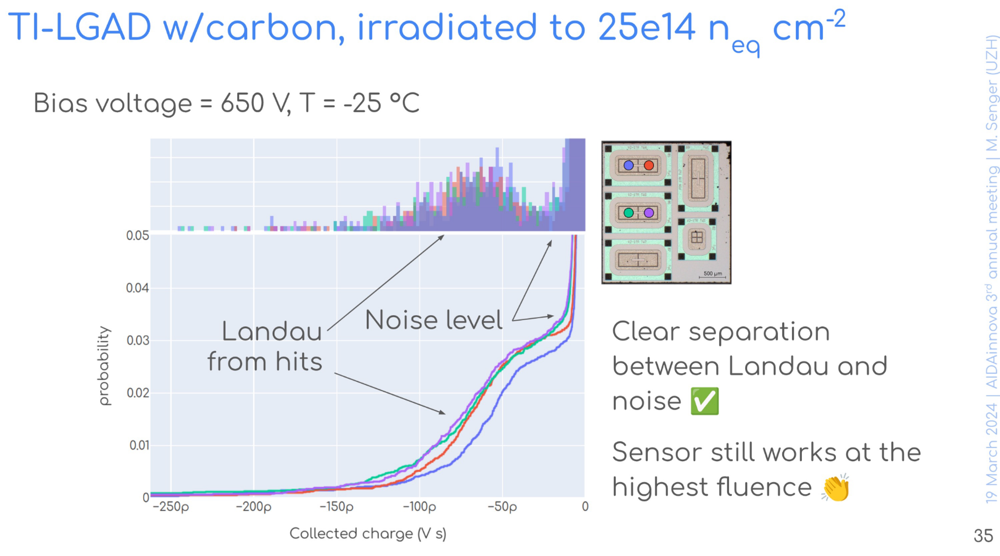 TI-LGAD w/carbon, irradiated to 25e14 neq cm-2
Bias voltage = 650 V, T = -25 °C
0.05
0.04
0.03
0.02
0.01
0
probability
Landau
from hits
Noise level
−250p
−200p
−150p
−100p
−50p
0
Collected charge (V s)
500 µm
Clear separation
between Landau and
noise ✅
Sensor still works at the
highest fluence 👏
19 March 2024 | AIDAinnova 3rd annual meeting | M. Senger (UZH)
35